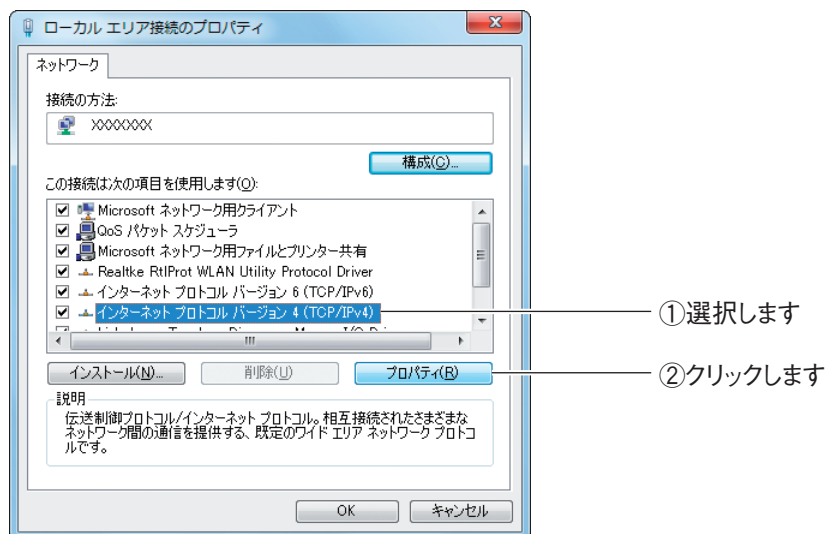 ローカル エリア接続のプロパティ
ネットワーク
接続の方法:
XXXXXXX
構成(C)...
この接続は次の項目を使用します(O):
Microsoft ネットワーク用クライアント
QoS パケット スケジューラ
Microsoft ネットワーク用ファイルとプリンター共有
Realtke RtlProt WLAN Utility Protocol Driver
インターネット プロトコル バージョン 6 (TCP/IPv6)
インターネット プロトコル バージョン 4 (TCP/IPv4)
①選択します
インストール(N)...
削除(U)
プロパティ(R)
②クリックします
説明
伝送制御プロトコル/インターネット プロトコル。相互接続されたさまざまな
ネットワーク間の通信を提供する、既定のワイド エリア ネットワーク プロトコ
ルです。
OK
キャンセル